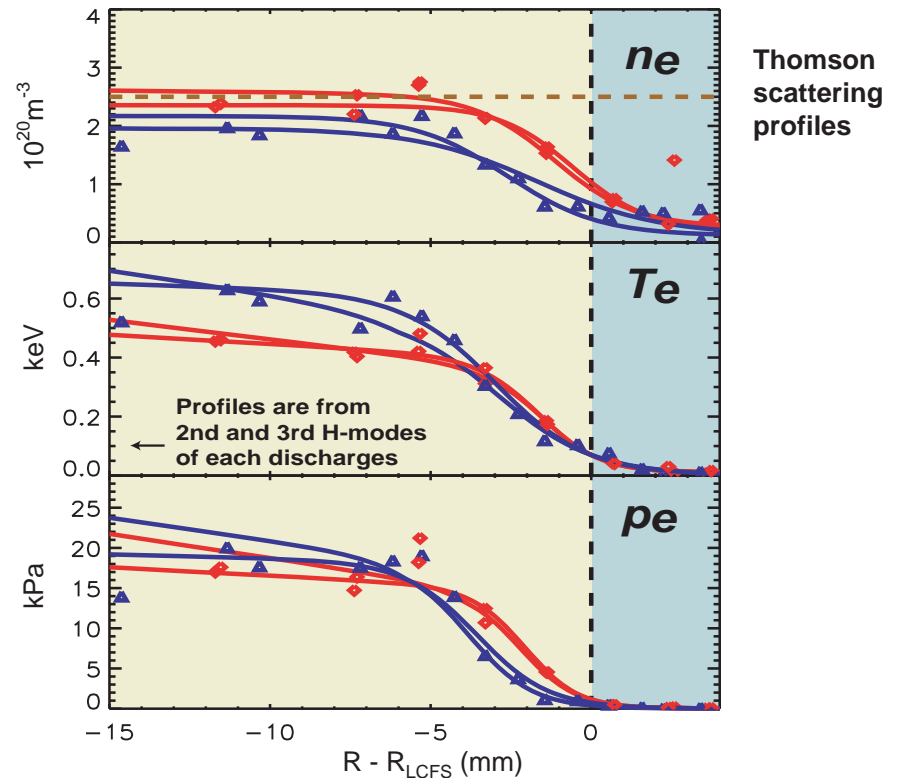 4
3
2
1
0
10²⁰m⁻³
ne
Thomson
scattering
profiles
0.6
0.4
0.2
0.0
keV
Te
Profiles are from
← 2nd and 3rd H-modes
of each discharges
25
20
15
10
5
0
kPa
pe
−15 −10 −5 0
R - R_LCFS (mm)